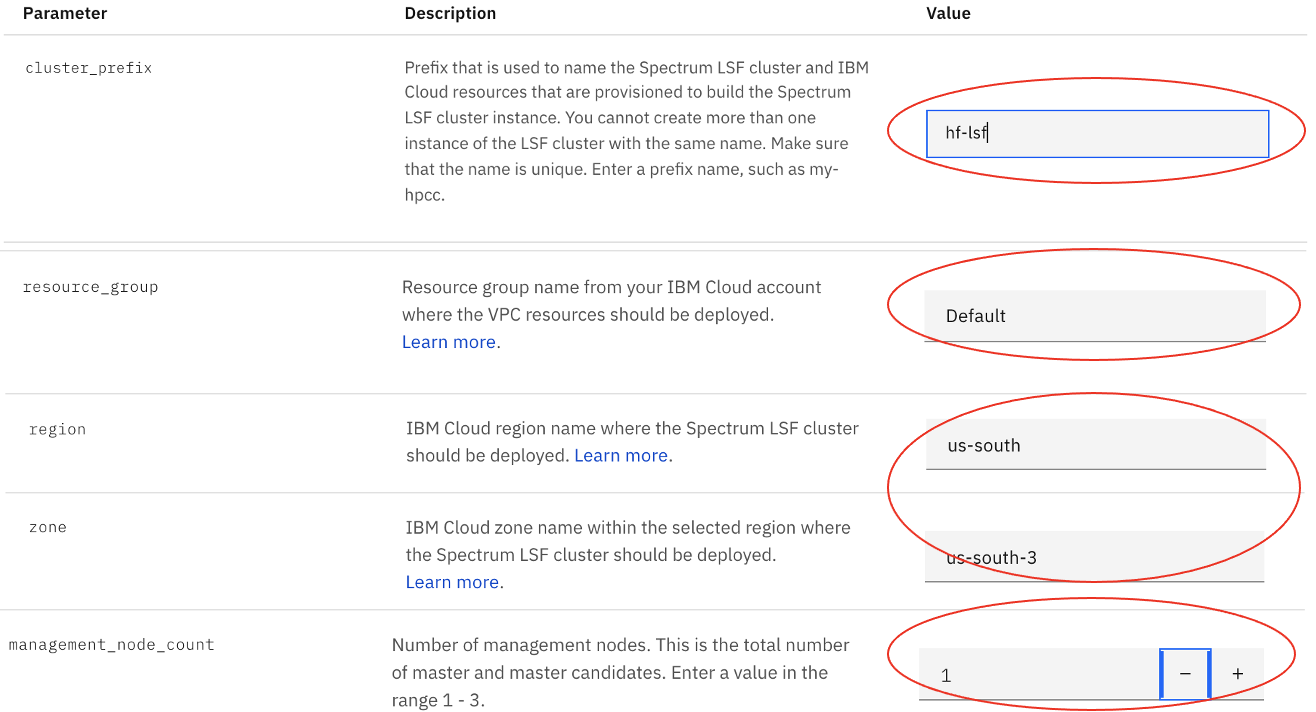 Parameter Description Value
cluster_prefix
Prefix that is used to name the Spectrum LSF cluster and IBM
Cloud resources that are provisioned to build the Spectrum
LSF cluster instance. You cannot create more than one
instance of the LSF cluster with the same name. Make sure
that the name is unique. Enter a prefix name, such as my-
hpcc.
hf-lsf
resource_group
Resource group name from your IBM Cloud account
where the VPC resources should be deployed.
Learn more.
Default
region
IBM Cloud region name where the Spectrum LSF cluster
should be deployed. Learn more.
us-south
zone
IBM Cloud zone name within the selected region where
the Spectrum LSF cluster should be deployed.
Learn more.
us-south-3
management_node_count
Number of management nodes. This is the total number
of master and master candidates. Enter a value in the
range 1 - 3.
1 − +